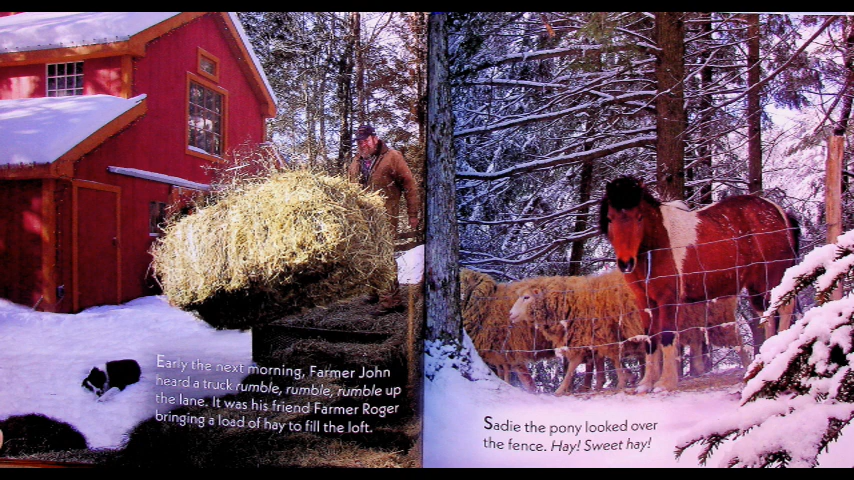 Early the next morning, Farmer John
heard a truck rumble, rumble, rumble up
the lane. It was his friend Farmer Roger
bringing a load of hay to fill the loft.
Sadie the pony looked over
the fence. Hay! Sweet hay!